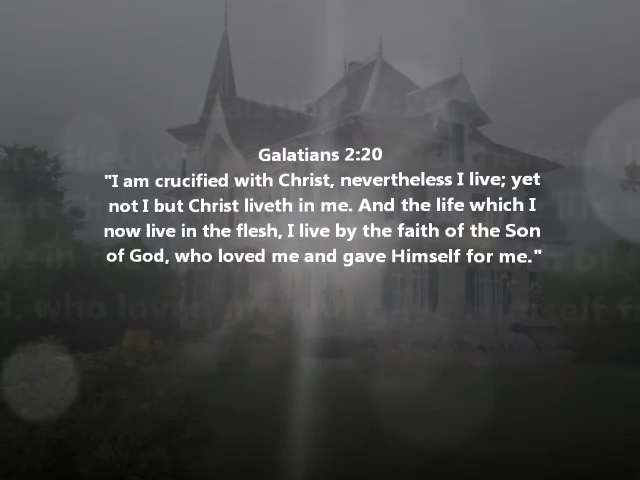 Galatians 2:20
"I am crucified with Christ, nevertheless I live; yet
not I but Christ liveth in me. And the life which I
now live in the flesh, I live by the faith of the Son
of God, who loved me and gave Himself for me."